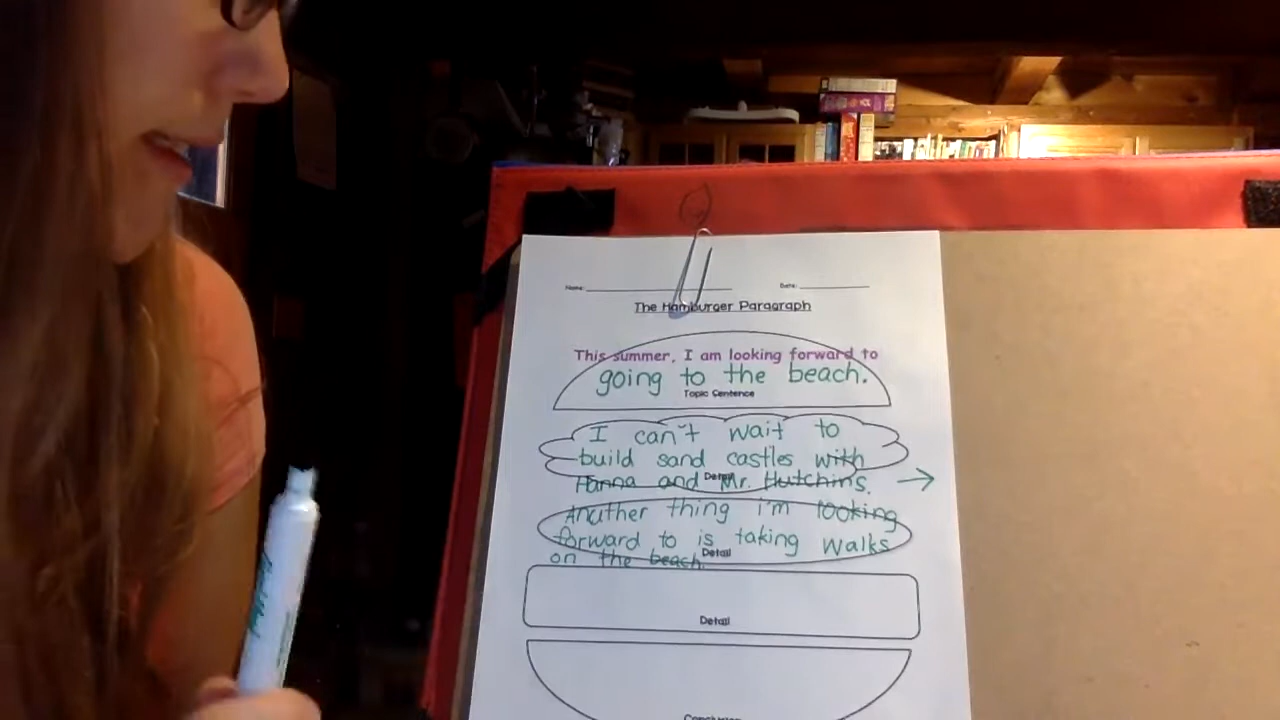 Name: Date:
The Hamburger Paragraph
This summer, I am looking forward to
going to the beach.
Topic Sentence
I can't wait to
build sand castles with
Detail
Hanna and Mr. Hutchins.
Another thing i'm looking
forward to is taking walks
Detail
on the beach.
Detail
Conclusion